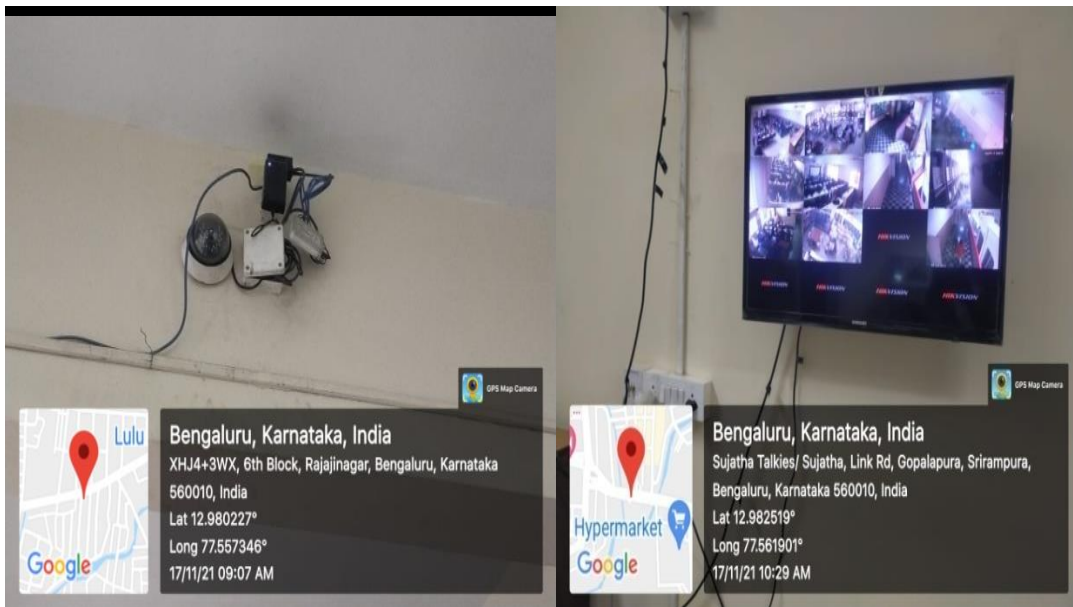 HIKVISION
HIKVISION
HIKVISION
HIKVISION
HIKVISION
GPS Map Camera
Lulu
Google
Bengaluru, Karnataka, India
XHJ4+3WX, 6th Block, Rajajinagar, Bengaluru, Karnataka
560010, India
Lat 12.980227°
Long 77.557346°
17/11/21 09:07 AM
GPS Map Camera
Hypermarket
Google
Bengaluru, Karnataka, India
Sujatha Talkies/ Sujatha, Link Rd, Gopalapura, Srirampura,
Bengaluru, Karnataka 560010, India
Lat 12.982519°
Long 77.561901°
17/11/21 10:29 AM